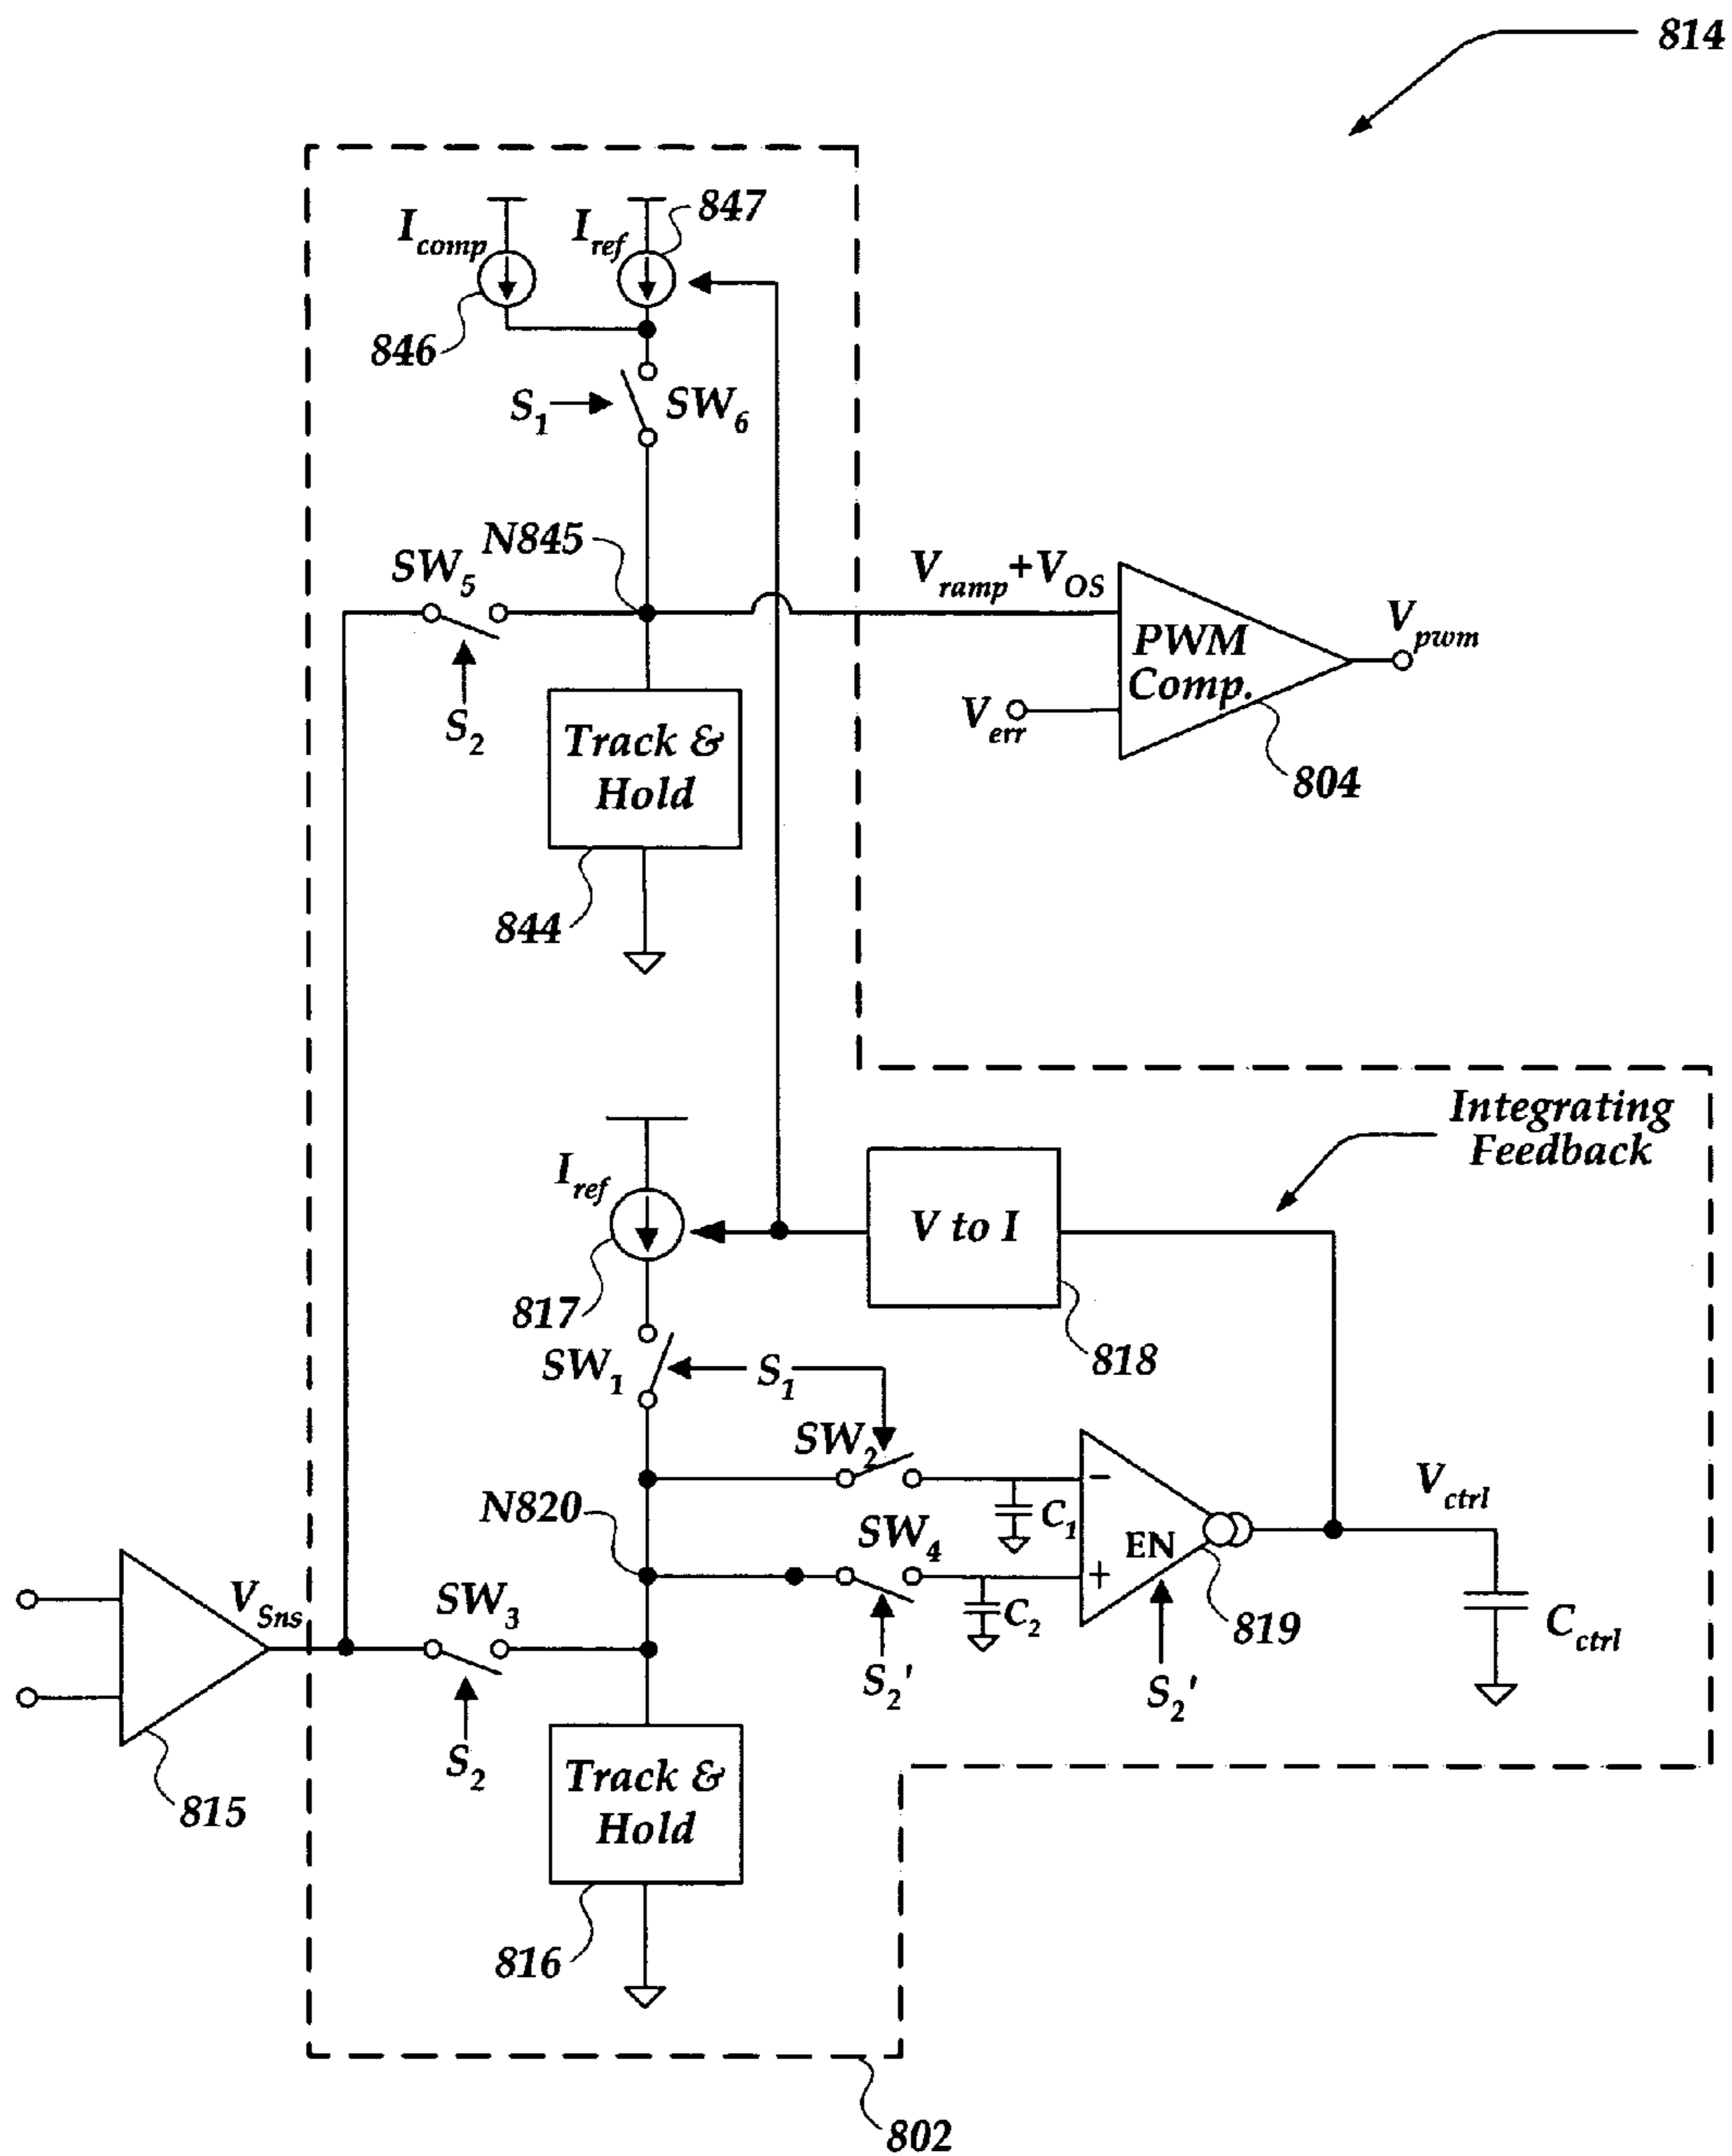 814
847
I_comp
I_ref
846
S_1
SW_6
N845
SW_5
V_ramp+V_OS
V_pwm
PWM
Comp.
S_2
V_err
Track &
Hold
804
844
Integrating
Feedback
I_ref
V to I
817
818
SW_1
S_1
SW_2
V_ctrl
N820
−
C_1
SW_4
EN
+
V_Sns
SW_3
C_2
819
C_ctrl
S_2'
S_2'
S_2
Track &
Hold
815
816
802